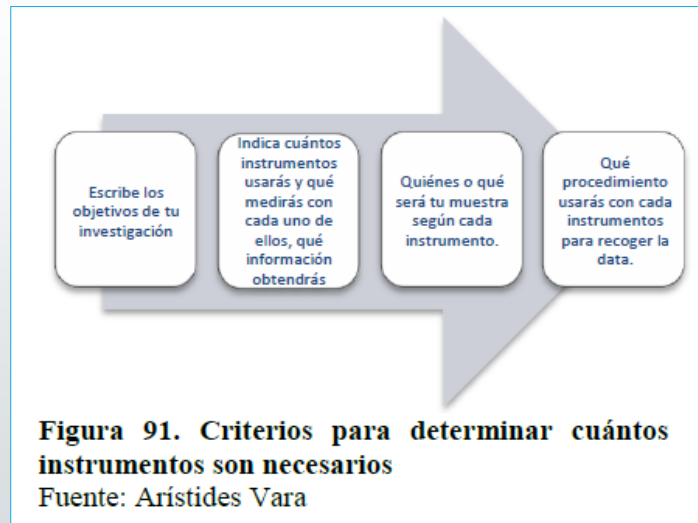 Escribe los
objetivos de tu
investigación
Indica cuántos
instrumentos
usarás y qué
medirás con
cada uno de
ellos, qué
información
obtendrás
Quiénes o qué
será tu muestra
según cada
instrumento.
Qué
procedimiento
usarás con cada
instrumentos
para recoger la
data.
Figura 91. Criterios para determinar cuántos
instrumentos son necesarios
Fuente: Arístides Vara